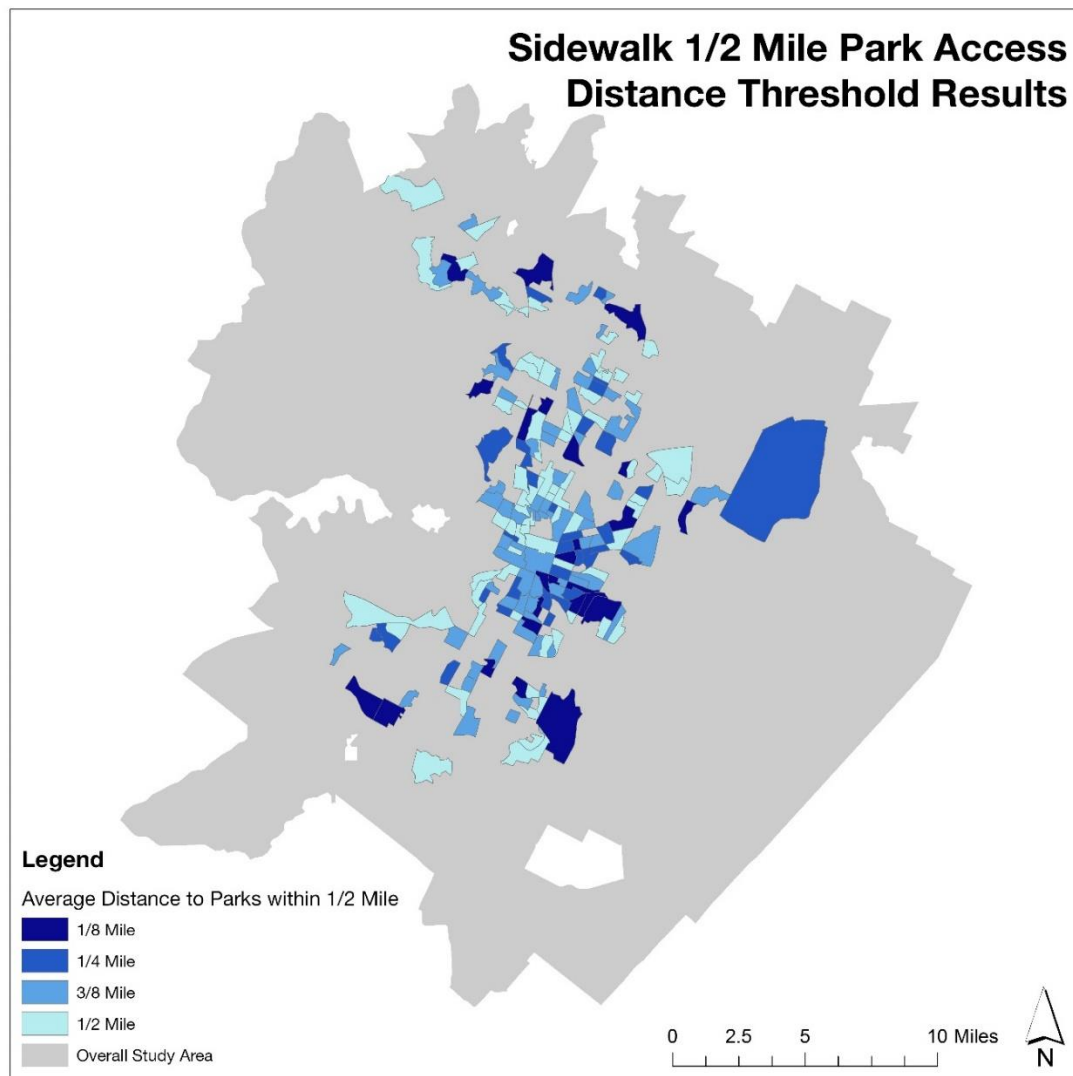 Sidewalk 1/2 Mile Park Access
Distance Threshold Results
Legend
Average Distance to Parks within 1/2 Mile
1/8 Mile
1/4 Mile
3/8 Mile
1/2 Mile
Overall Study Area
0 2.5 5 10 Miles
N